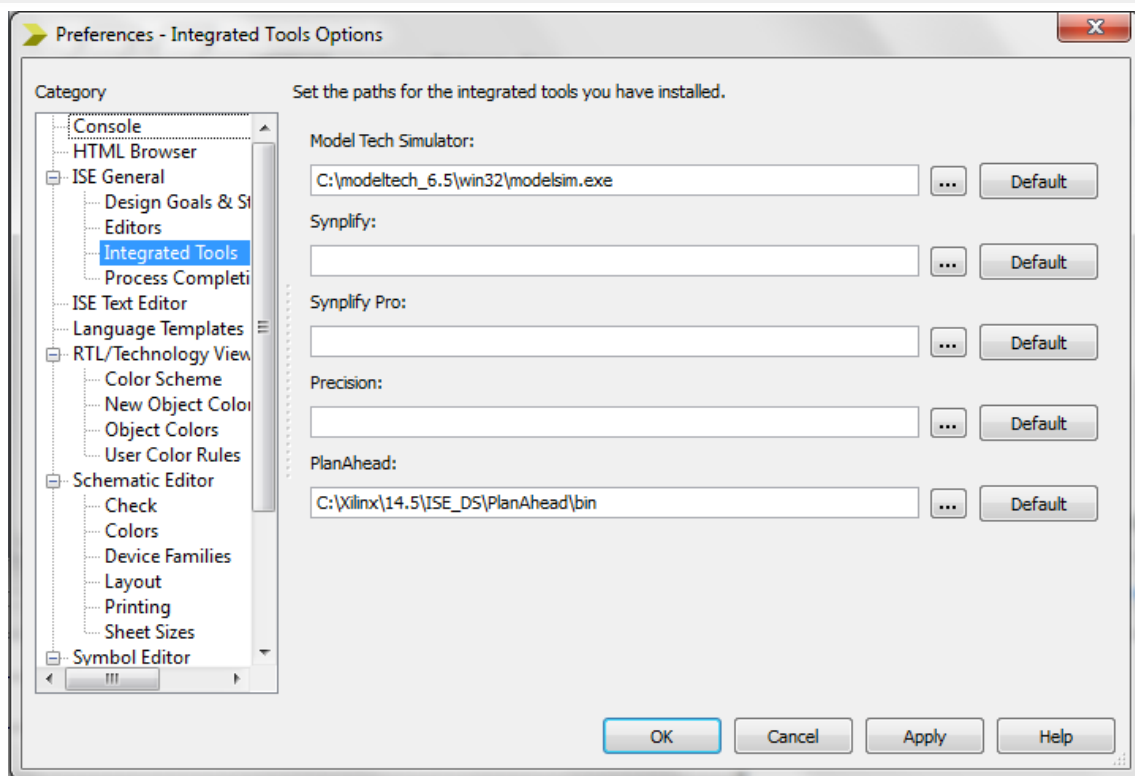 Preferences - Integrated Tools Options
Category
Console
HTML Browser
ISE General
Design Goals & St
Editors
Integrated Tools
Process Completi
ISE Text Editor
Language Templates
RTL/Technology View
Color Scheme
New Object Color
Object Colors
User Color Rules
Schematic Editor
Check
Colors
Device Families
Layout
Printing
Sheet Sizes
Symbol Editor
Set the paths for the integrated tools you have installed.
Model Tech Simulator:
C:\modeltech_6.5\win32\modelsim.exe
... Default
Synplify:
... Default
Synplify Pro:
... Default
Precision:
... Default
PlanAhead:
C:\Xilinx\14.5\ISE_DS\PlanAhead\bin
... Default
OK Cancel Apply Help